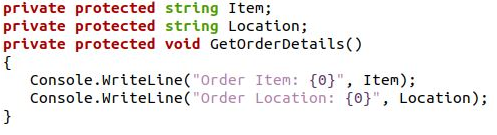 private protected string Item;
private protected string Location;
private protected void GetOrderDetails()
{
Console.WriteLine("Order Item: {0}", Item);
Console.WriteLine("Order Location: {0}", Location);
}